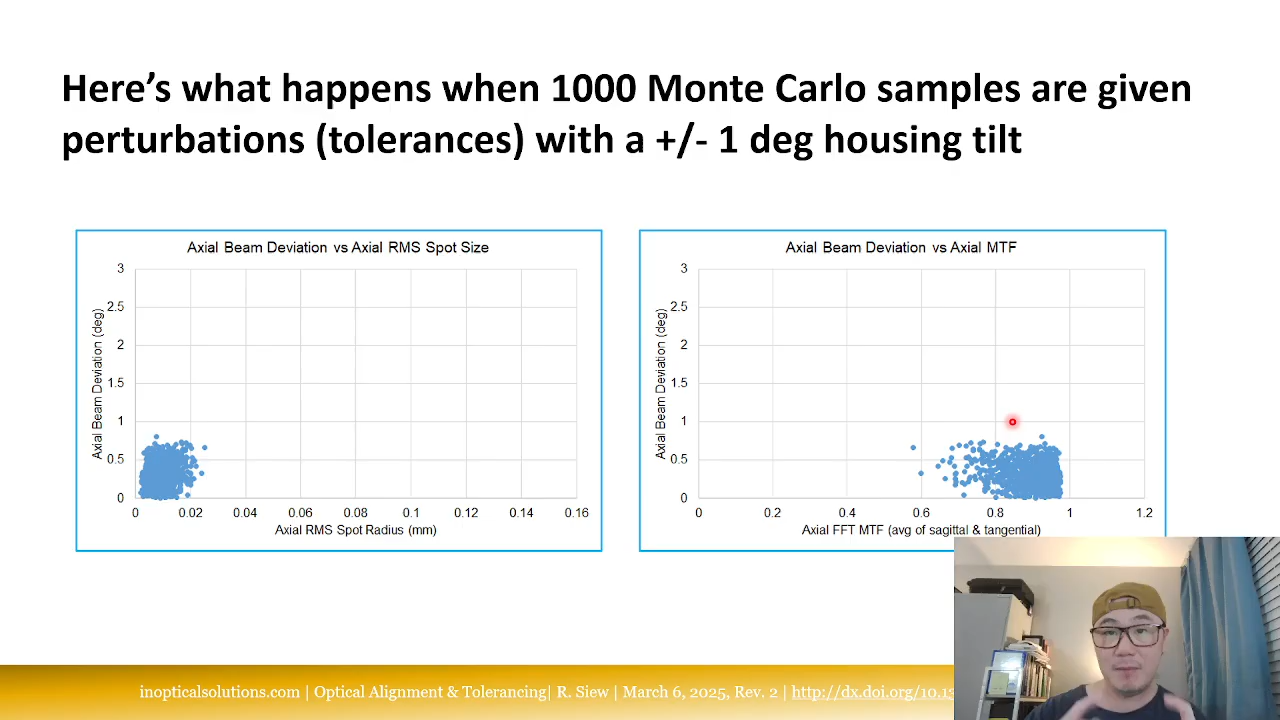 Here's what happens when 1000 Monte Carlo samples are given
perturbations (tolerances) with a +/- 1 deg housing tilt
Axial Beam Deviation vs Axial RMS Spot Size
Axial Beam Deviation (deg)
3
2.5
2
1.5
1
0.5
0
0 0.02 0.04 0.06 0.08 0.1 0.12 0.14 0.16
Axial RMS Spot Radius (mm)
Axial Beam Deviation vs Axial MTF
Axial Beam Deviation (deg)
3
2.5
2
1.5
1
0.5
0
0 0.2 0.4 0.6 0.8 1 1.2
Axial FFT MTF (avg of sagittal & tangential)
inopticalsolutions.com | Optical Alignment & Tolerancing| R. Siew | March 6, 2025, Rev. 2 | http://dx.doi.org/10.13